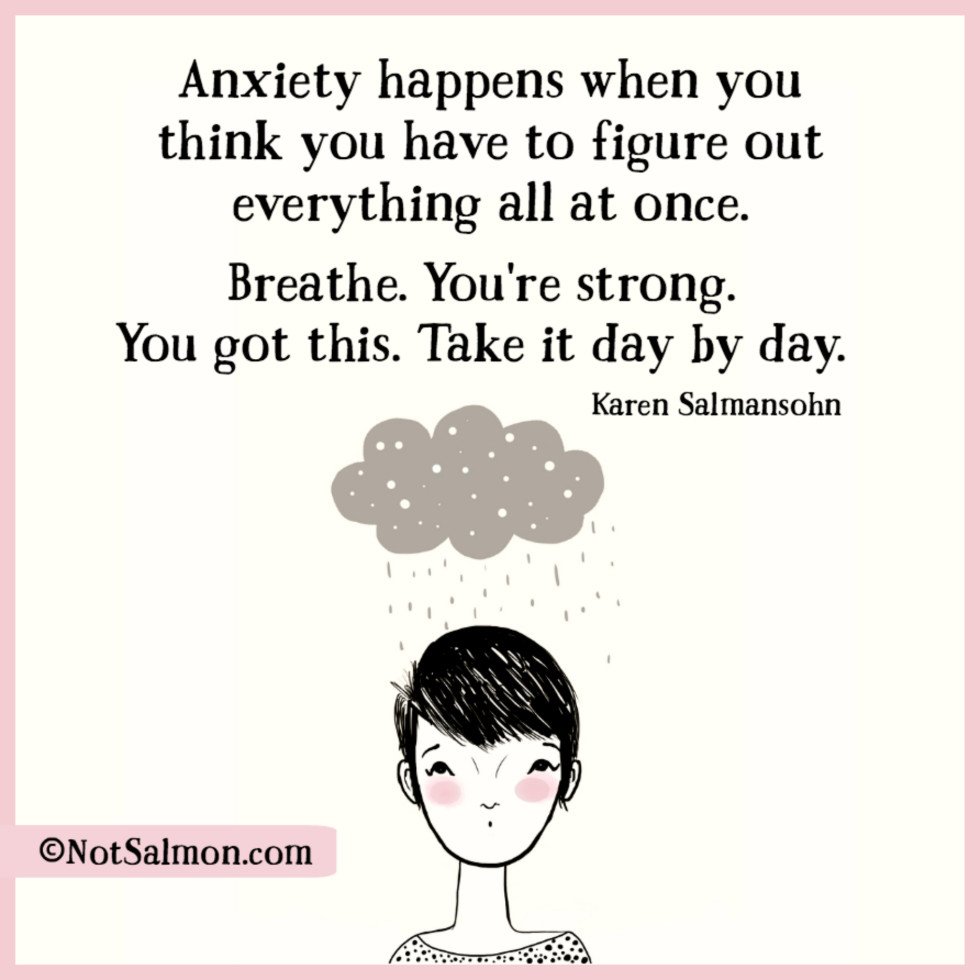 Anxiety happens when you
think you have to figure out
everything all at once.
Breathe. You're strong.
You got this. Take it day by day.
Karen Salmansohn
©NotSalmon.com